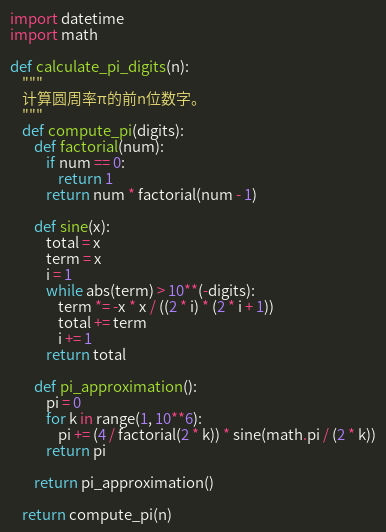 import datetime
import math

def calculate_pi_digits(n):
    """
    计算圆周率π的前n位数字。
    """
    def compute_pi(digits):
        def factorial(num):
            if num == 0:
                return 1
            return num * factorial(num - 1)

        def sine(x):
            total = x
            term = x
            i = 1
            while abs(term) > 10**(-digits):
                term *= -x * x / ((2 * i) * (2 * i + 1))
                total += term
                i += 1
            return total

        def pi_approximation():
            pi = 0
            for k in range(1, 10**6):
                pi += (4 / factorial(2 * k)) * sine(math.pi / (2 * k))
            return pi

        return pi_approximation()

    return compute_pi(n)